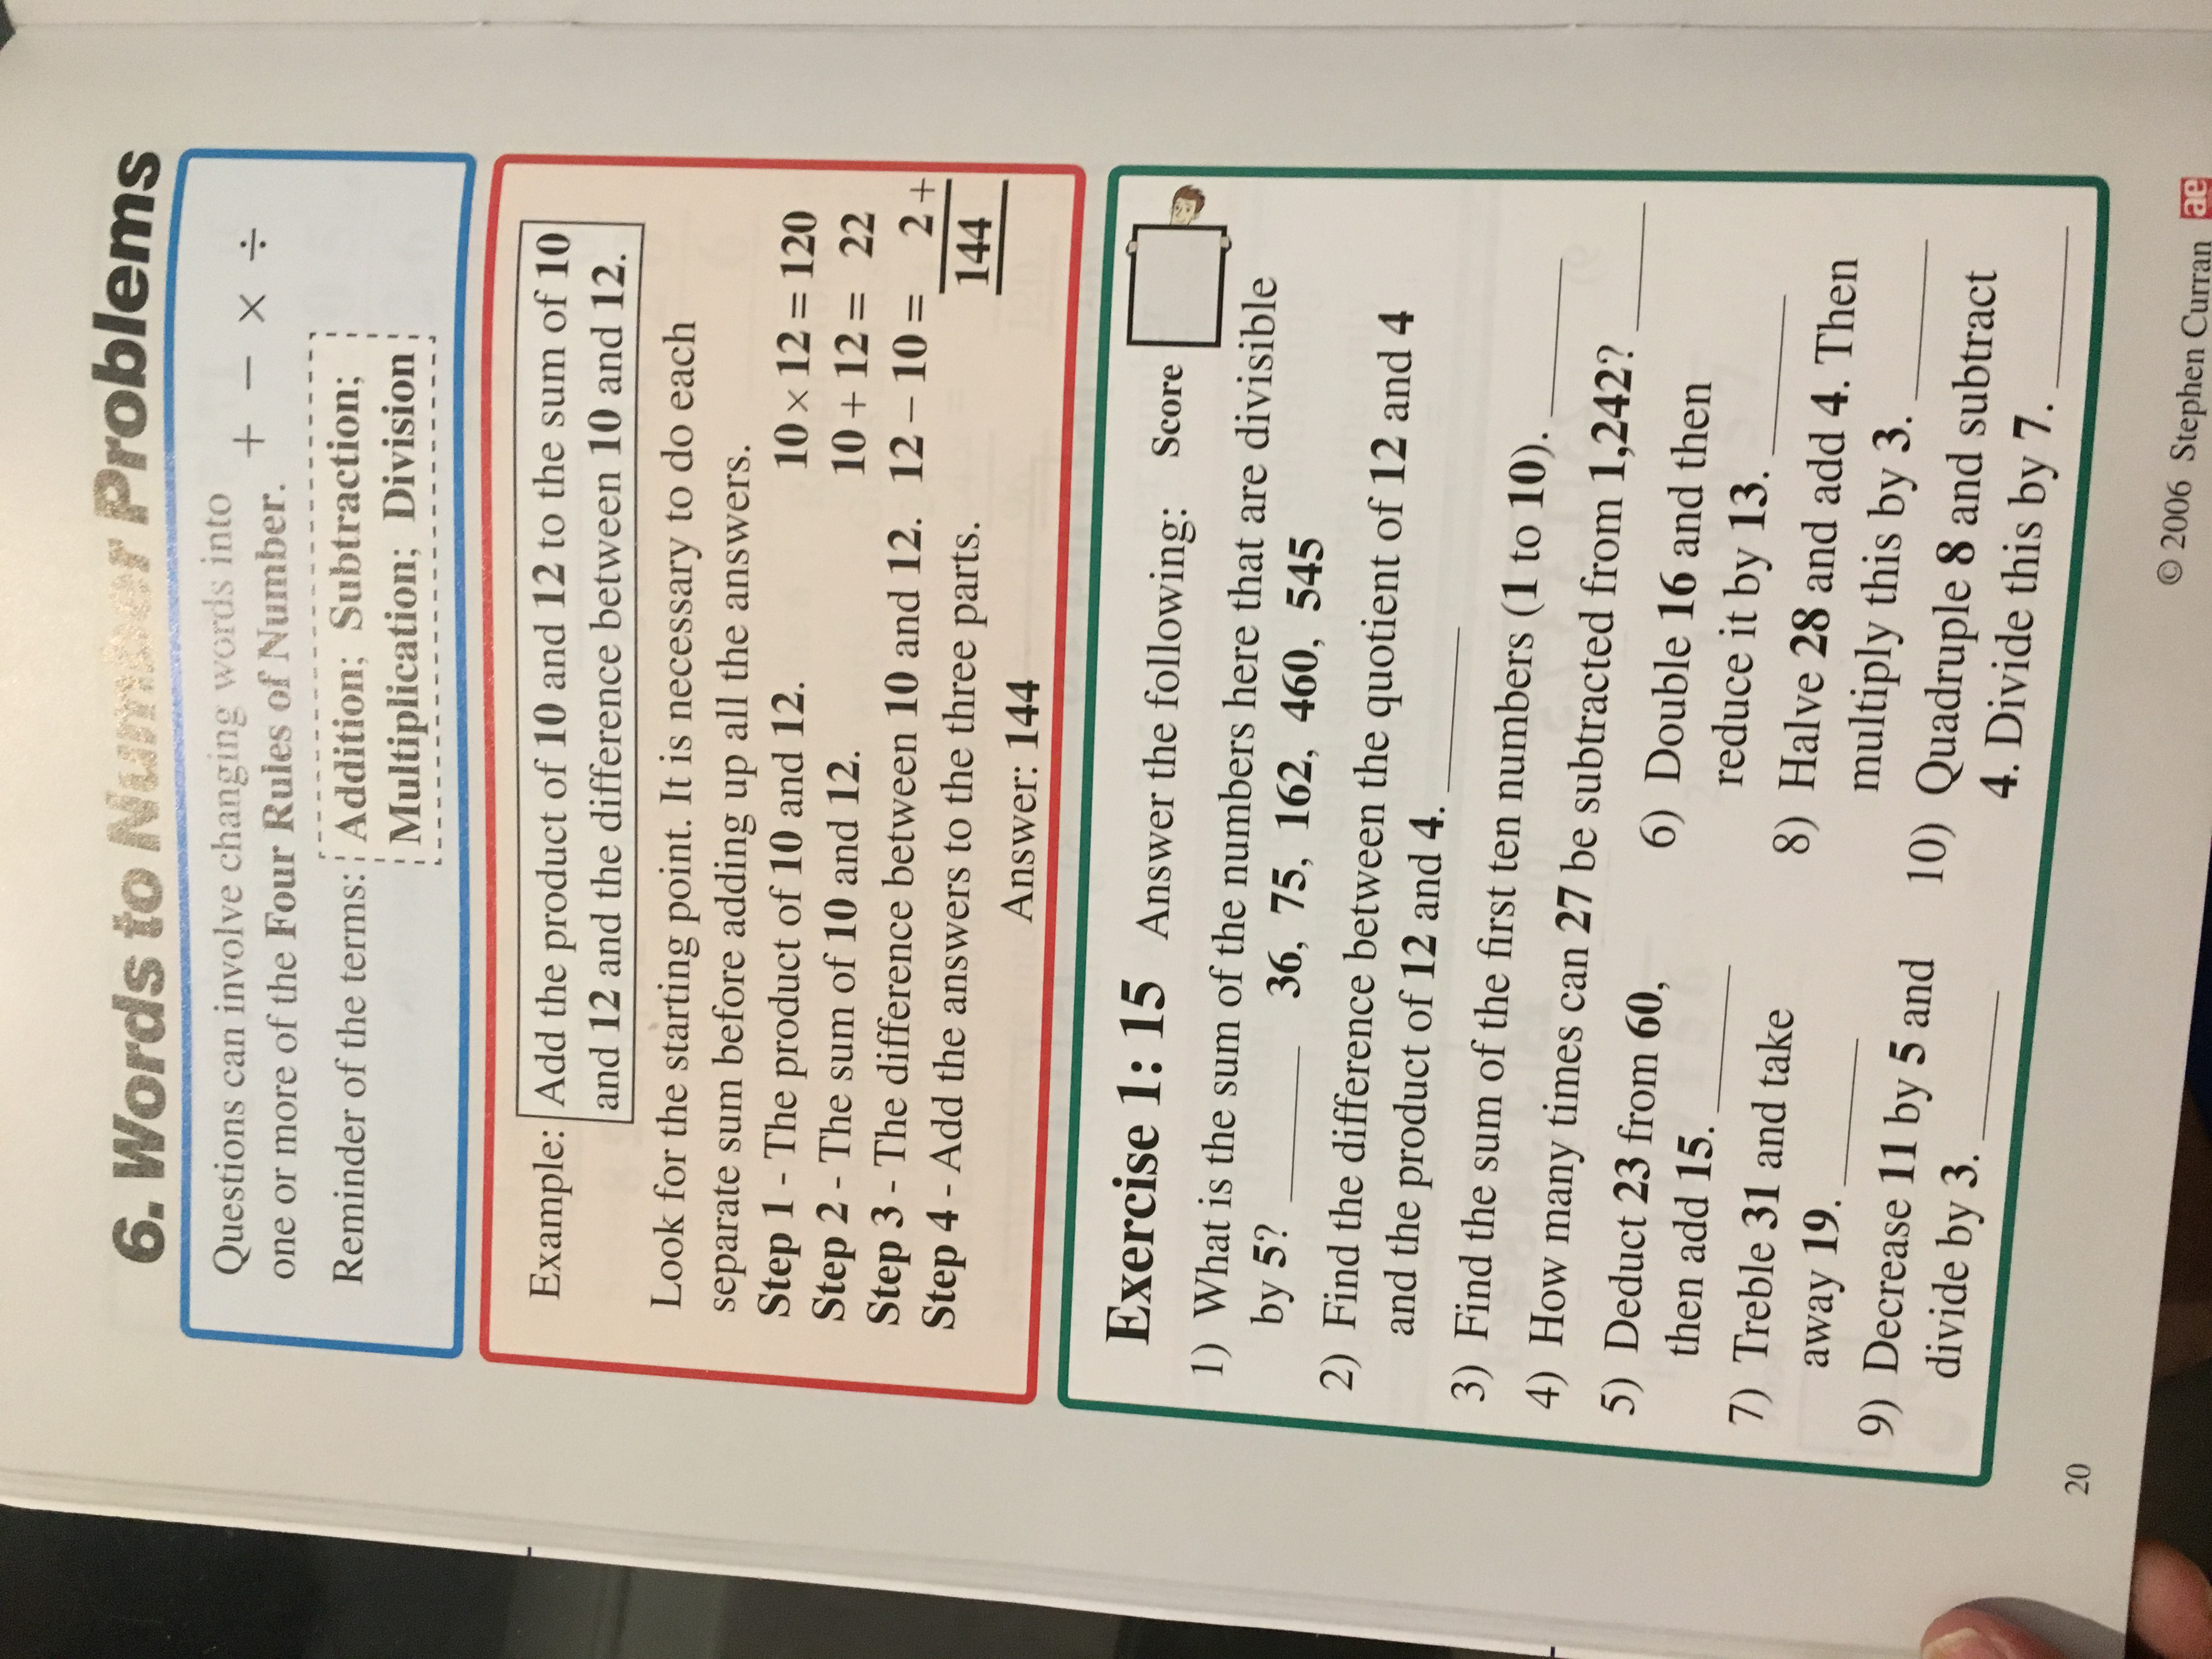 6. Words to Number Problems
Questions can involve changing words into
one or more of the Four Rules of Number.
+ − × ÷
Reminder of the terms: Addition; Subtraction;
Multiplication; Division
Example: Add the product of 10 and 12 to the sum of 10
and 12 and the difference between 10 and 12.
Look for the starting point. It is necessary to do each
separate sum before adding up all the answers.
Step 1 - The product of 10 and 12. 10 × 12 = 120
Step 2 - The sum of 10 and 12. 10 + 12 = 22
Step 3 - The difference between 10 and 12. 12 − 10 = 2 +
Step 4 - Add the answers to the three parts. 144
Answer: 144
Exercise 1: 15 Answer the following: Score
1) What is the sum of the numbers here that are divisible
by 5? ______ 36, 75, 162, 460, 545
2) Find the difference between the quotient of 12 and 4
and the product of 12 and 4. ______
3) Find the sum of the first ten numbers (1 to 10). ______
4) How many times can 27 be subtracted from 1,242? ______
5) Deduct 23 from 60,
then add 15. ______
6) Double 16 and then
reduce it by 13. ______
7) Treble 31 and take
away 19. ______
8) Halve 28 and add 4. Then
multiply this by 3. ______
9) Decrease 11 by 5 and
divide by 3. ______
10) Quadruple 8 and subtract
4. Divide this by 7. ______
20
© 2006 Stephen Curran ae